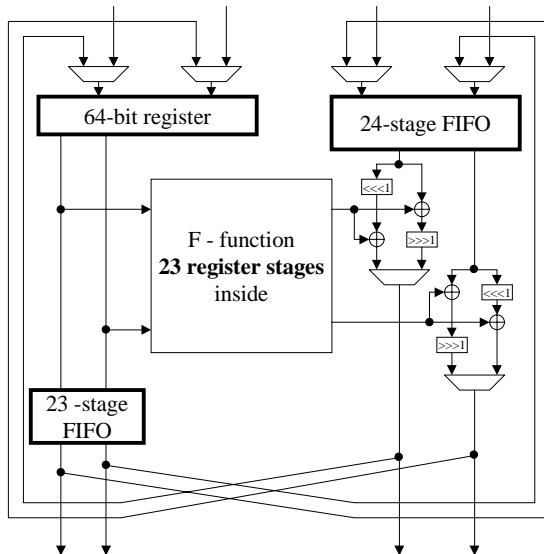 64-bit register
24-stage FIFO
<<<1
>>>1
F - function
23 register stages
inside
<<<1
>>>1
23 -stage
FIFO